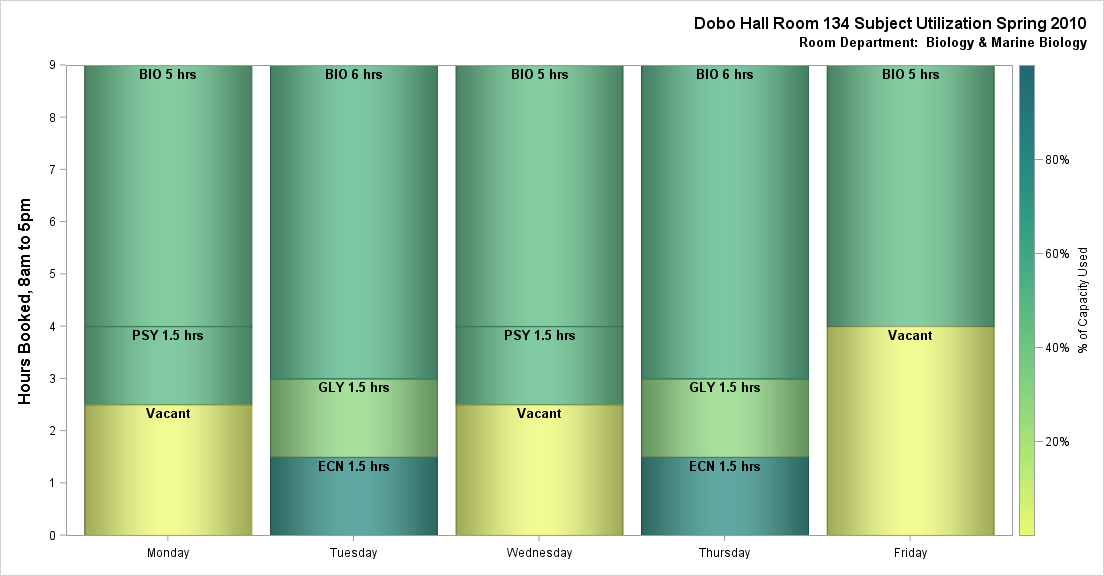 Dobo Hall Room 134 Subject Utilization Spring 2010
Room Department: Biology & Marine Biology
Hours Booked, 8am to 5pm
9
8
7
6
5
4
3
2
1
0
BIO 5 hrs
PSY 1.5 hrs
Vacant
BIO 6 hrs
GLY 1.5 hrs
ECN 1.5 hrs
BIO 5 hrs
PSY 1.5 hrs
Vacant
BIO 6 hrs
GLY 1.5 hrs
ECN 1.5 hrs
BIO 5 hrs
Vacant
Monday
Tuesday
Wednesday
Thursday
Friday
80%
60%
40%
20%
% of Capacity Used